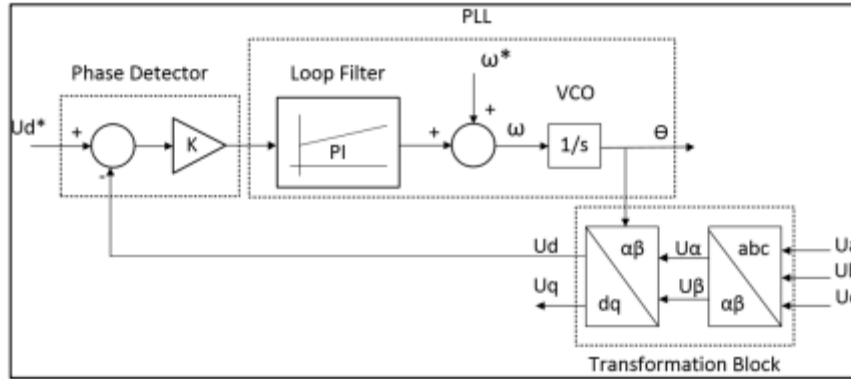 PLL
Phase Detector
Loop Filter
ω*
VCO
Ud*
+
K
PI
+
+
ω
1/s
Θ
-
Ud
αβ
Uα
abc
Ua
Uq
dq
Uβ
αβ
Transformation Block